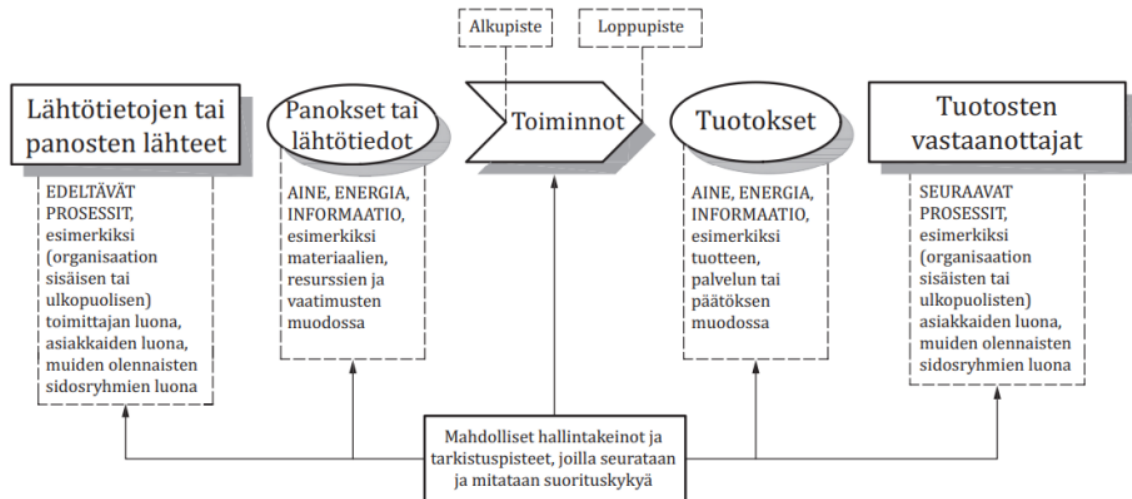 Alkupiste
Loppupiste
Lähtötietojen tai
panosten lähteet
Panokset tai
lähtötiedot
Toiminnot
Tuotokset
Tuotosten
vastaanottajat
EDELTÄVÄT
PROSESSIT,
esimerkiksi
(organisaation
sisäisen tai
ulkopuolisen)
toimittajan luona,
asiakkaiden luona,
muiden olennaisten
sidosryhmien luona
AINE, ENERGIA,
INFORMAATIO,
esimerkiksi
materiaalien,
resurssien ja
vaatimusten
muodossa
AINE, ENERGIA,
INFORMAATIO,
esimerkiksi
tuotteen,
palvelun tai
päätöksen
muodossa
SEURAAVAT
PROSESSIT,
esimerkiksi
(organisaation
sisäisten tai
ulkopuolisten)
asiakkaiden luona,
muiden olennaisten
sidosryhmien luona
Mahdolliset hallintakeinot ja
tarkistuspisteet, joilla seurataan
ja mitataan suorituskykyä